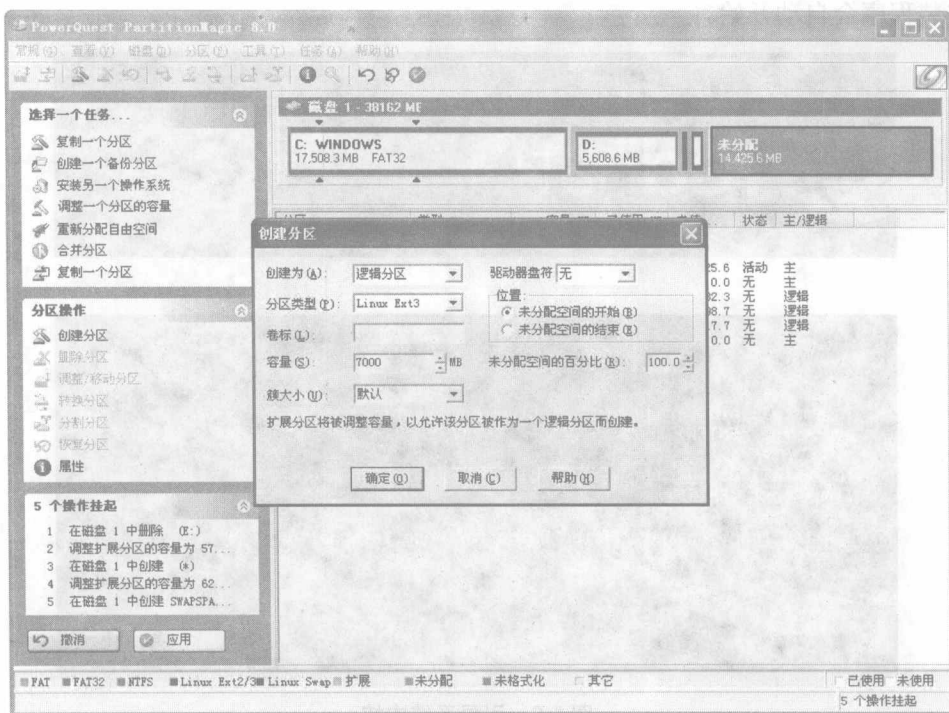 PowerQuest PartitionMagic 8.0
常规(G) 查看(V) 磁盘(D) 分区(P) 工具(T) 任务(A) 帮助(H)
选择一个任务...
复制一个分区
创建一个备份分区
安装另一个操作系统
调整一个分区的容量
重新分配自由空间
合并分区
复制一个分区
分区操作
创建分区
删除分区
调整/移动分区
转换分区
分割分区
恢复分区
属性
5 个操作挂起
1 在磁盘 1 中删除 (E:)
2 调整扩展分区的容量为 57...
3 在磁盘 1 中创建 (*)
4 调整扩展分区的容量为 62...
5 在磁盘 1 中创建 SWAPSPA...
撤消 应用
磁盘 1 - 38162 MB
C: WINDOWS
17,508.3 MB FAT32
D:
5,608.6 MB
未分配
14,425.6 MB
状态 主/逻辑
25.6 活动 主
0.0 无 主
32.3 无 逻辑
38.7 无 逻辑
17.7 无 逻辑
0.0 无 主
创建分区
创建为(A): 逻辑分区 驱动器盘符 无
分区类型(P): Linux Ext3 位置:
未分配空间的开始(B)
卷标(L): 未分配空间的结束(E)
容量(S): 7000 MB 未分配空间的百分比(R): 100.0
簇大小(U): 默认
扩展分区将被调整容量,以允许该分区被作为一个逻辑分区而创建。
确定(O) 取消(C) 帮助(H)
FAT FAT32 NTFS Linux Ext2/3 Linux Swap 扩展 未分配 未格式化 其它 已使用 未使用
5 个操作挂起